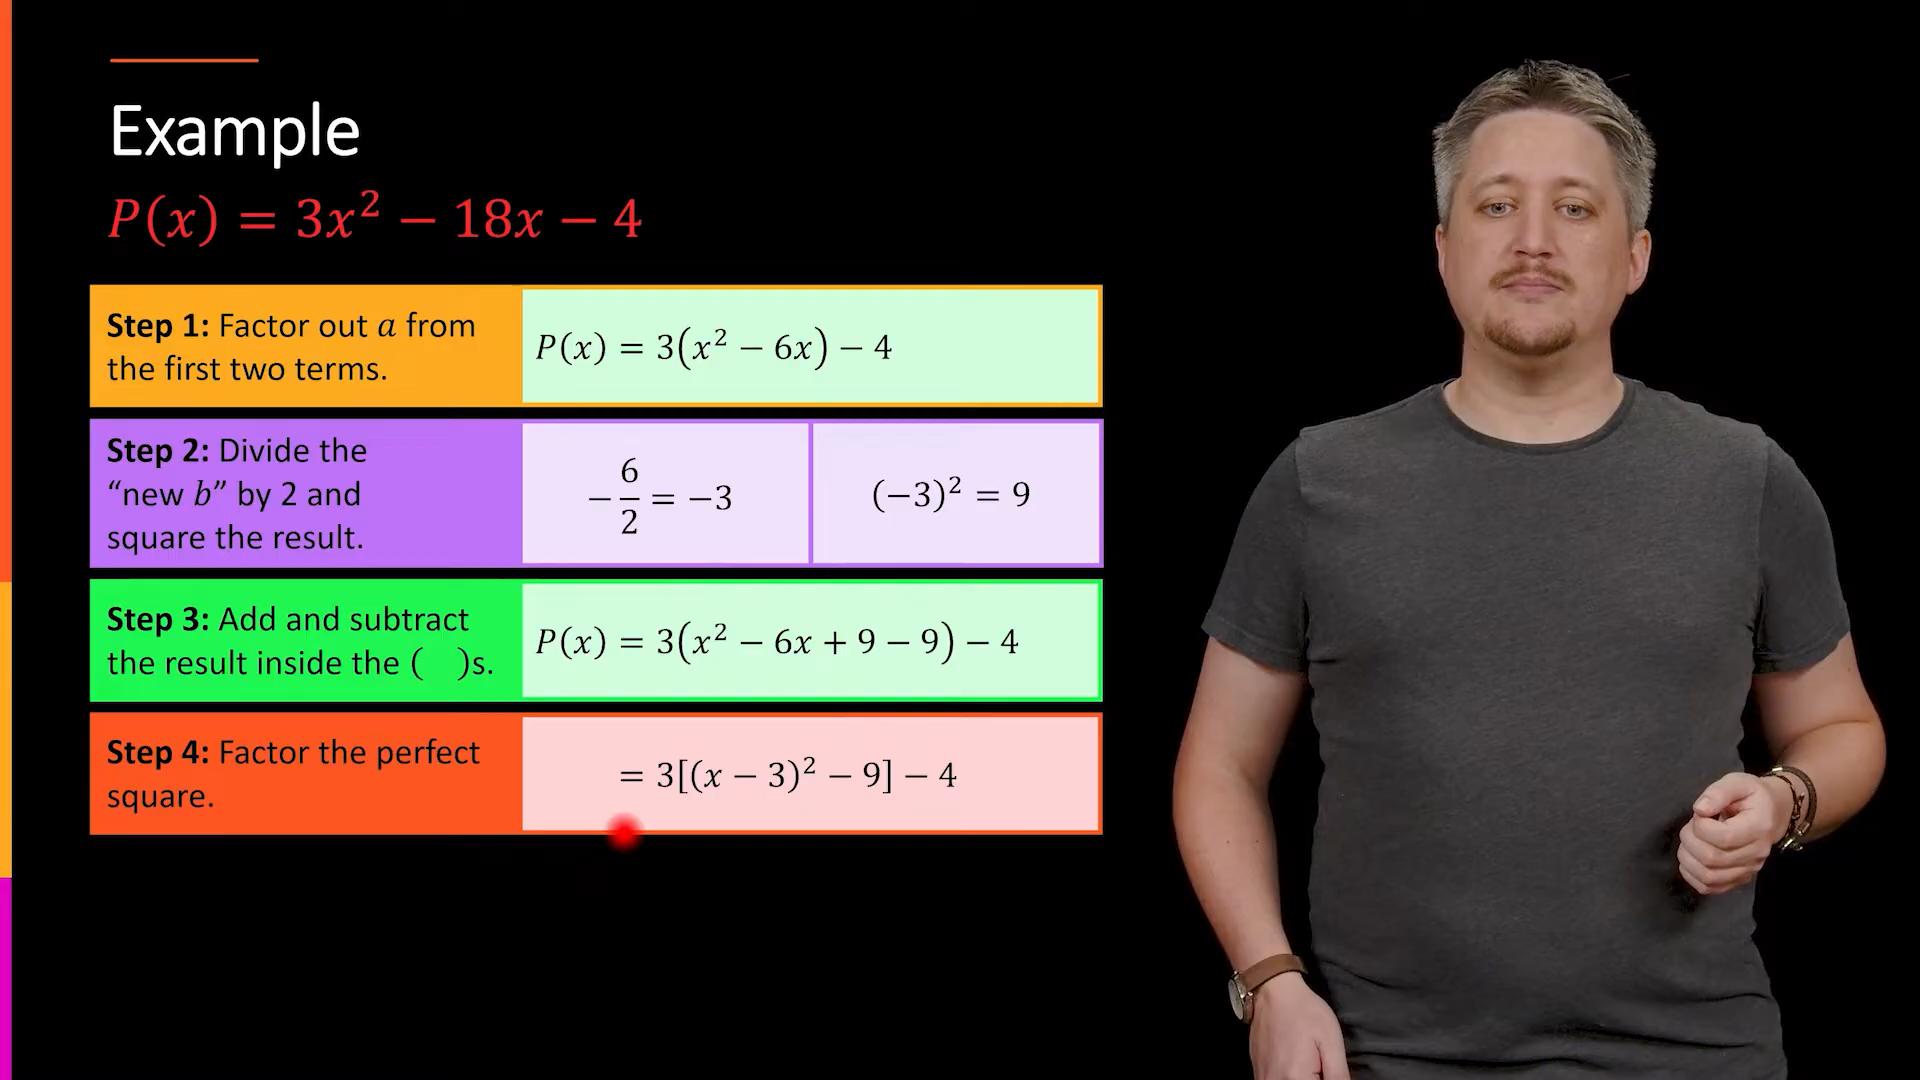 Example
P(x) = 3x² − 18x − 4
Step 1: Factor out a from
the first two terms.
P(x) = 3(x² − 6x) − 4
Step 2: Divide the
“new b” by 2 and
square the result.
−6/2 = −3
(−3)² = 9
Step 3: Add and subtract
the result inside the ( )s.
P(x) = 3(x² − 6x + 9 − 9) − 4
Step 4: Factor the perfect
square.
= 3[(x − 3)² − 9] − 4